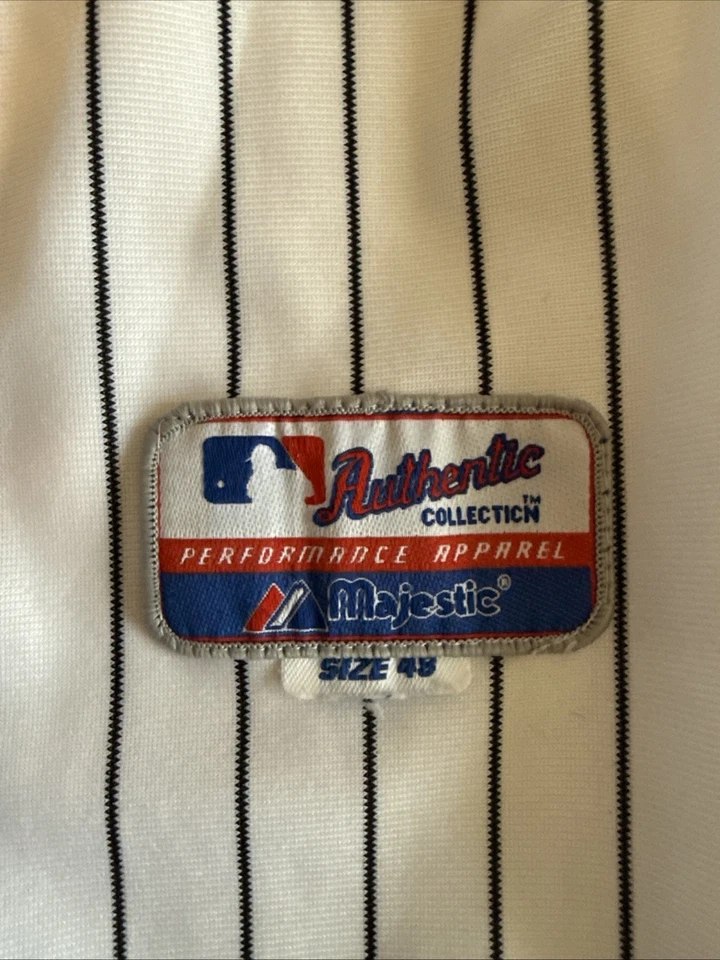 Authentic
COLLECTION™
PERFORMANCE APPAREL
Majestic®
SIZE 48